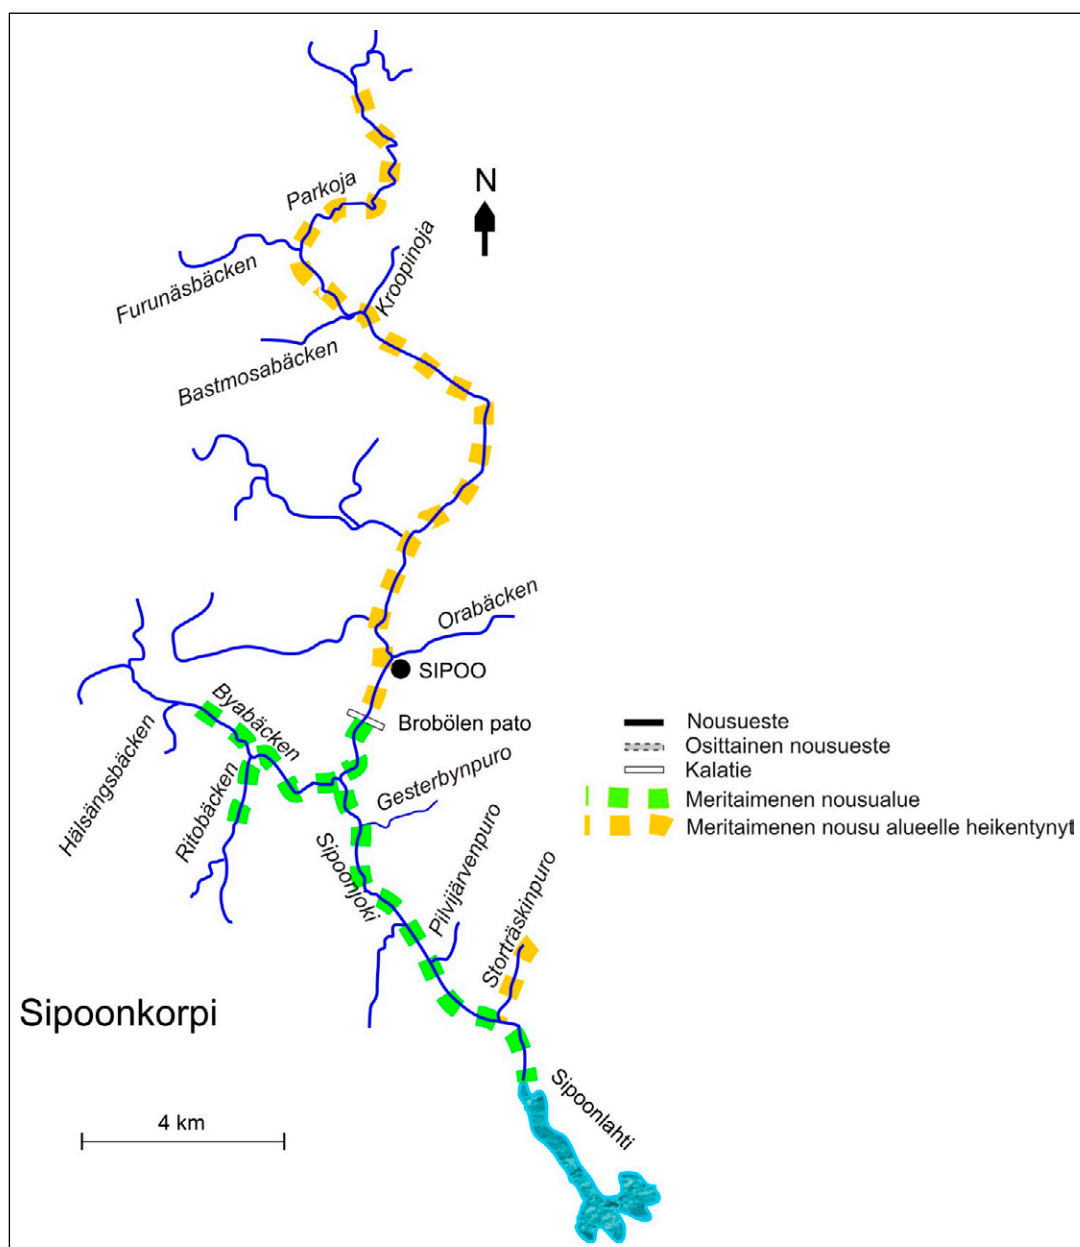 Parkoja
N
Kroopinoja
Furunäsbäcken
Bastmosabäcken
Orabäcken
SIPOO
Byabäcken
Brobölen pato
Hälsängsbäcken
Ritobäcken
Gesterbynpuro
Sipoonjoki
Pilvijärvenpuro
Storträskinpuro
Nousueste
Osittainen nousueste
Kalatie
Meritaimenen nousualue
Meritaimenen nousu alueelle heikentynyt
Sipoonkorpi
Sipoonlahti
4 km